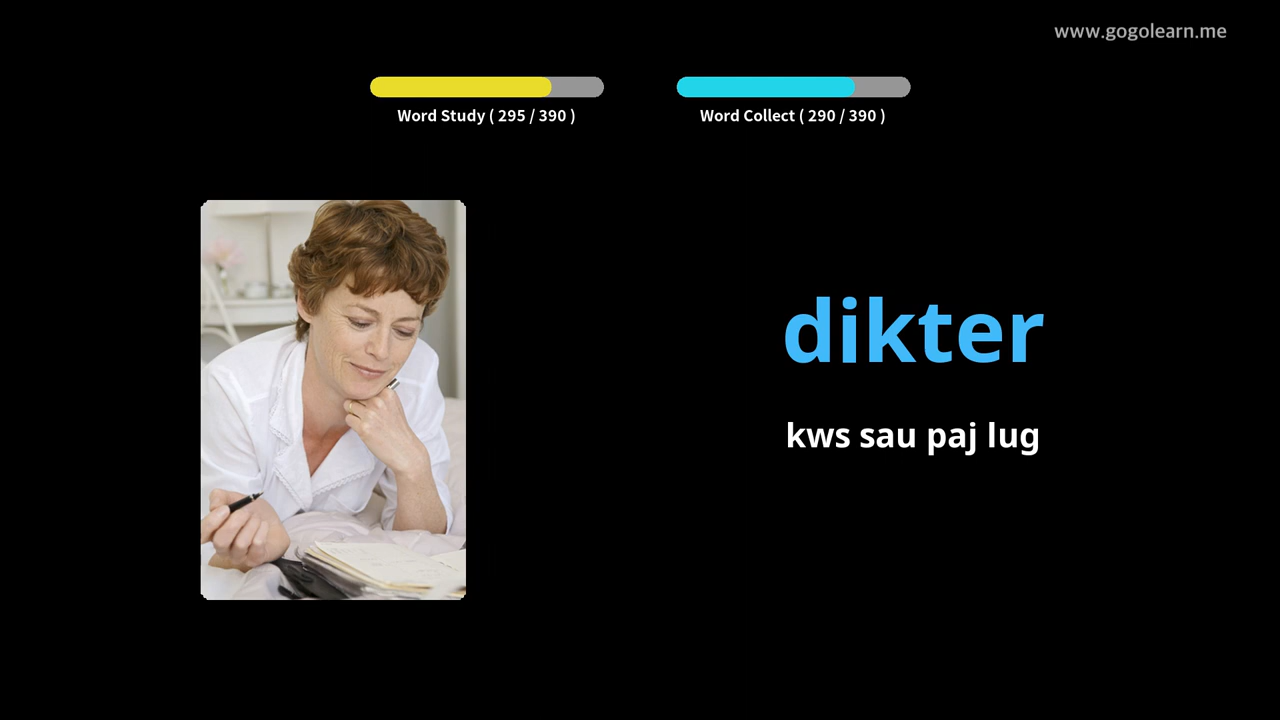 www.gogolearn.me
Word Study ( 295 / 390 )
Word Collect ( 290 / 390 )
dikter
kws sau paj lug